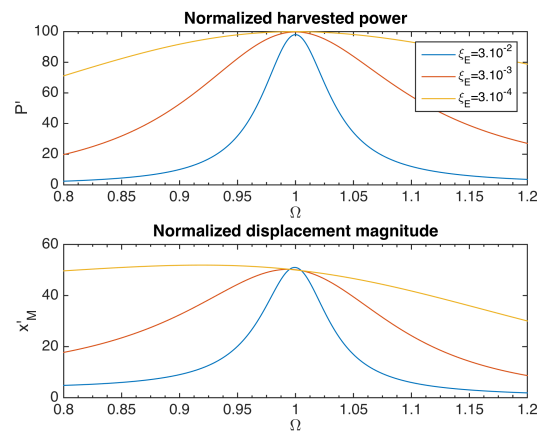 Normalized harvested power
100
80
60
40
20
0
P'
ξE=3.10-2
ξE=3.10-3
ξE=3.10-4
0.8 0.85 0.9 0.95 1 1.05 1.1 1.15 1.2
Ω
Normalized displacement magnitude
60
40
20
0
x'M
0.8 0.85 0.9 0.95 1 1.05 1.1 1.15 1.2
Ω